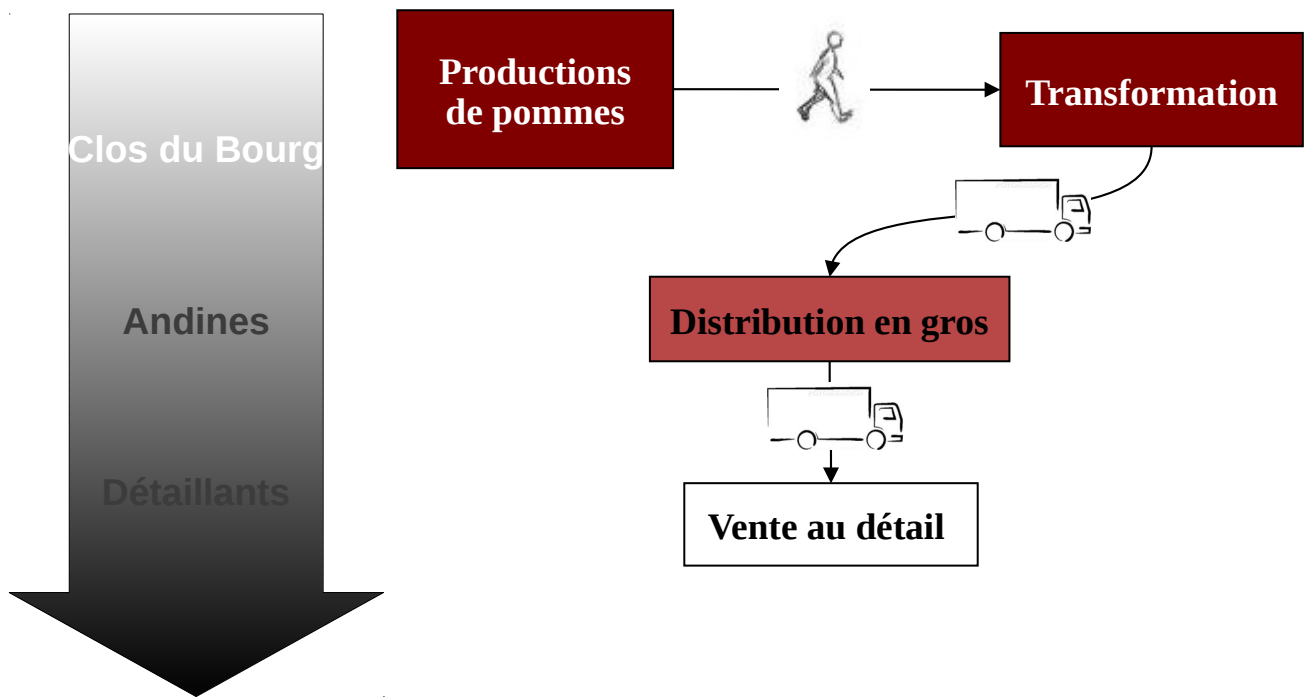 Productions
de pommes
Transformation
Clos du Bourg
Distribution en gros
Andines
Détaillants
Vente au détail